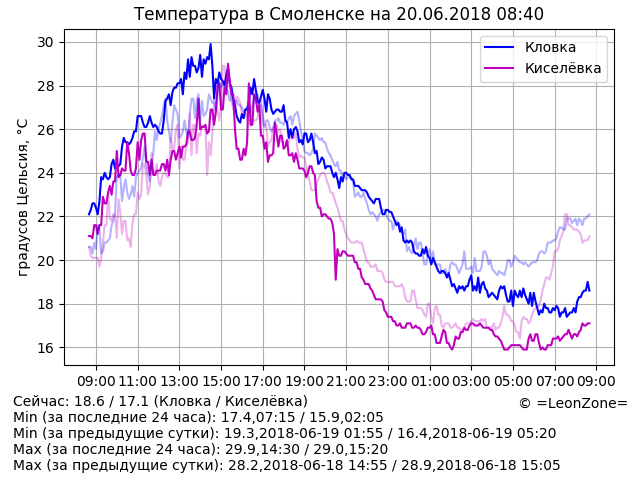 Температура в Смоленске на 20.06.2018 08:40
Кловка
Киселёвка
градусов Цельсия, °C
30
28
26
24
22
20
18
16
09:00 11:00 13:00 15:00 17:00 19:00 21:00 23:00 01:00 03:00 05:00 07:00 09:00
Сейчас: 18.6 / 17.1 (Кловка / Киселёвка)
© =LeonZone=
Min (за последние 24 часа): 17.4,07:15 / 15.9,02:05
Min (за предыдущие сутки): 19.3,2018-06-19 01:55 / 16.4,2018-06-19 05:20
Max (за последние 24 часа): 29.9,14:30 / 29.0,15:20
Max (за предыдущие сутки): 28.2,2018-06-18 14:55 / 28.9,2018-06-18 15:05